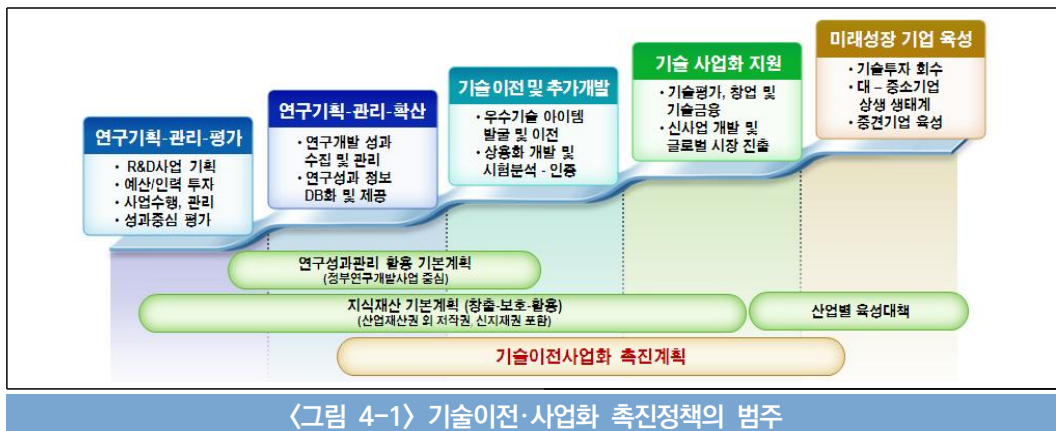 연구기획-관리-평가
• R&D사업 기획
• 예산/인력 투자
• 사업수행, 관리
• 성과중심 평가
연구기획-관리-확산
• 연구개발 성과
수집 및 관리
• 연구성과 정보
DB화 및 제공
기술 이전 및 추가개발
• 우수기술 아이템
발굴 및 이전
• 상용화 개발 및
시험분석 - 인증
기술 사업화 지원
• 기술평가, 창업 및
기술금융
• 신사업 개발 및
글로벌 시장 진출
미래성장 기업 육성
• 기술투자 회수
• 대 – 중소기업
상생 생태계
• 중견기업 육성
연구성과관리 활용 기본계획
(정부연구개발사업 중심)
지식재산 기본계획 (창출-보호-활용)
(산업재산권 외 저작권, 신지재권 포함)
산업별 육성대책
기술이전사업화 촉진계획
〈그림 4-1〉 기술이전·사업화 촉진정책의 범주